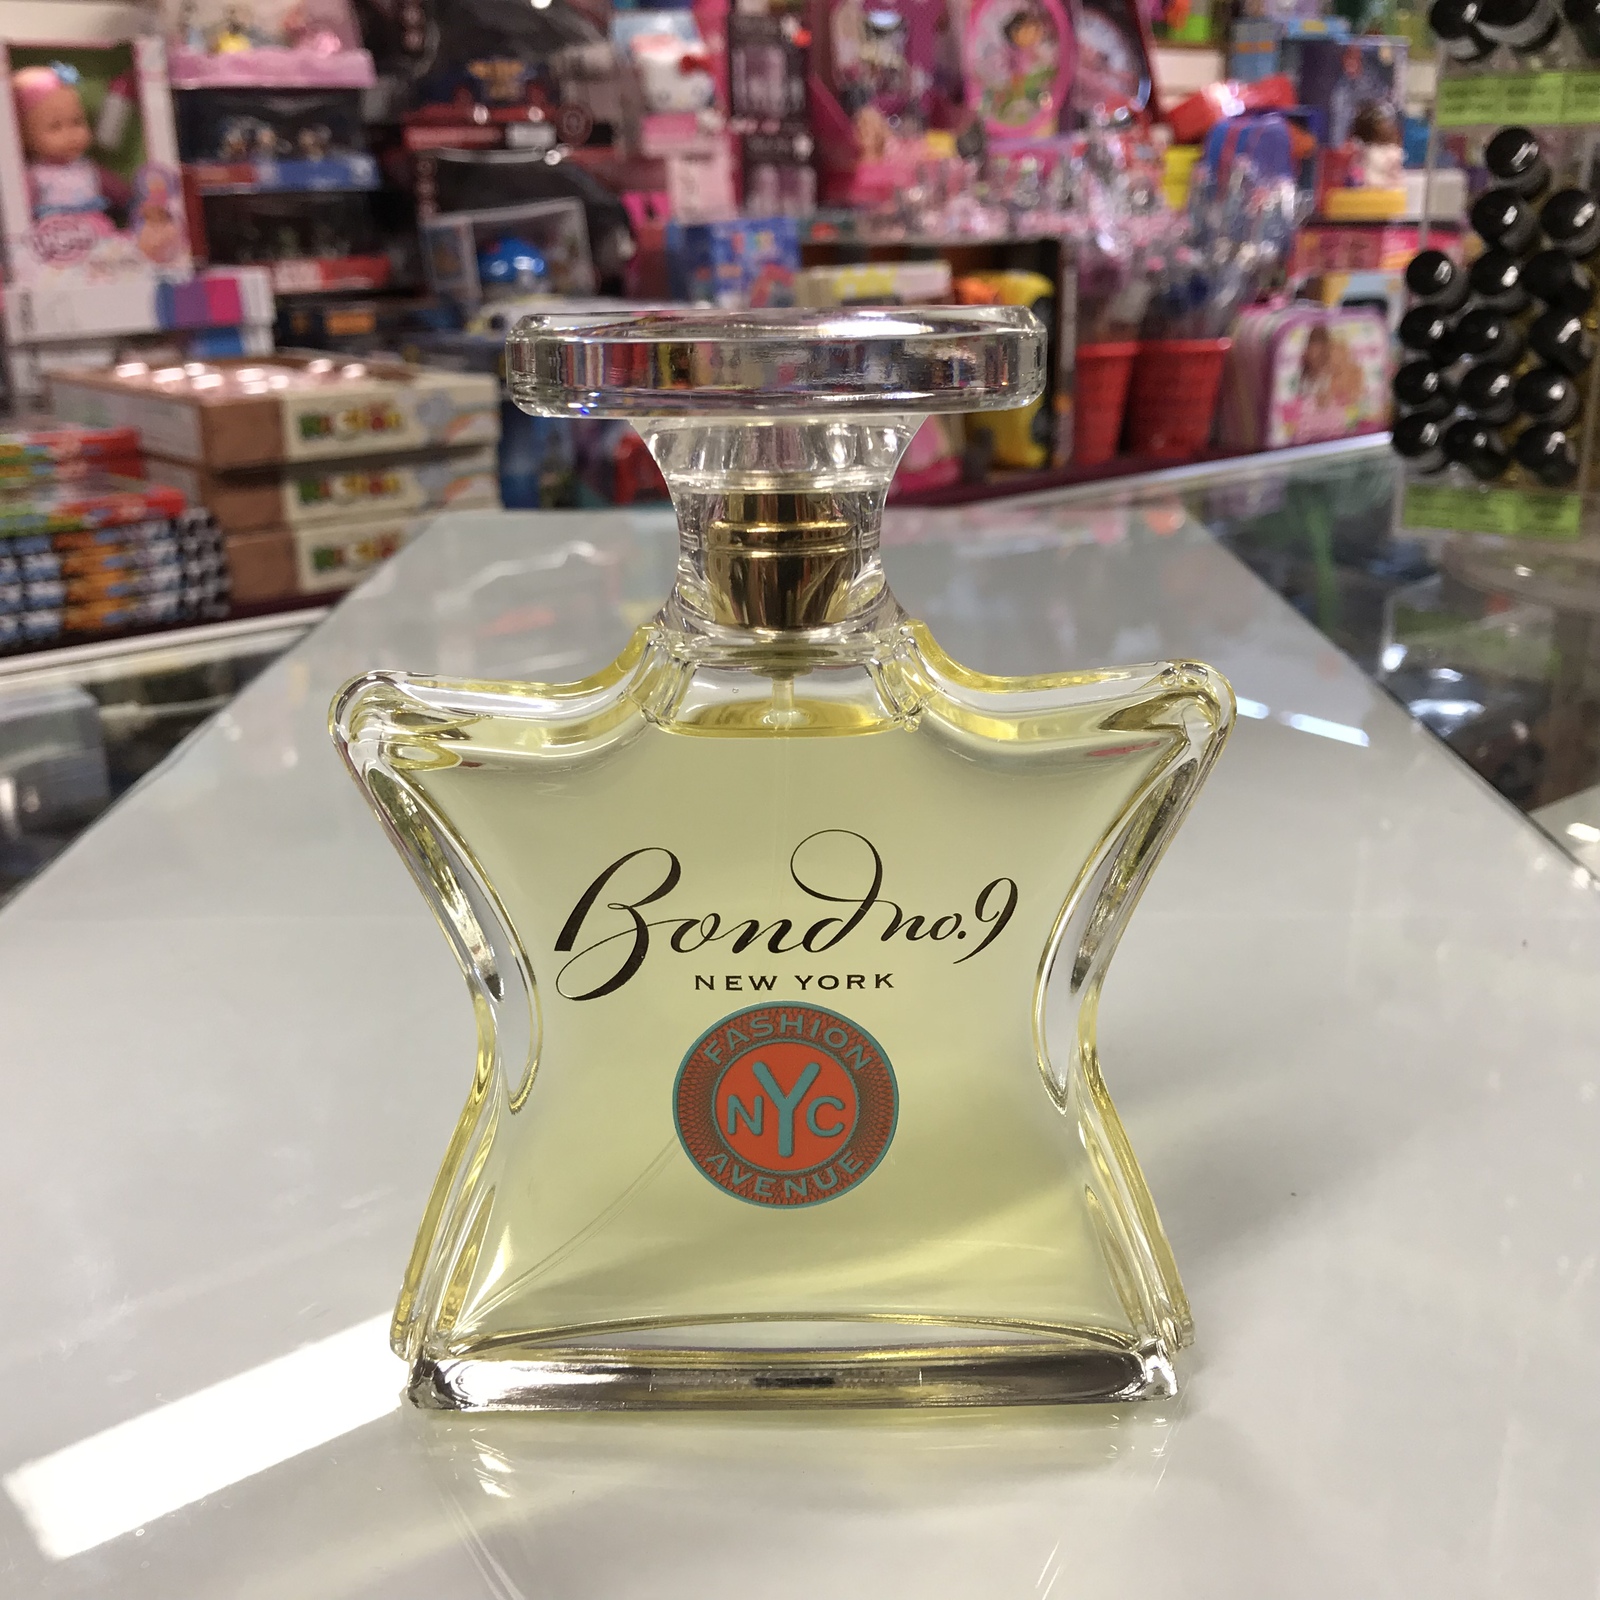 Bond no.9
NEW YORK
FASHION
NYC
AVENUE